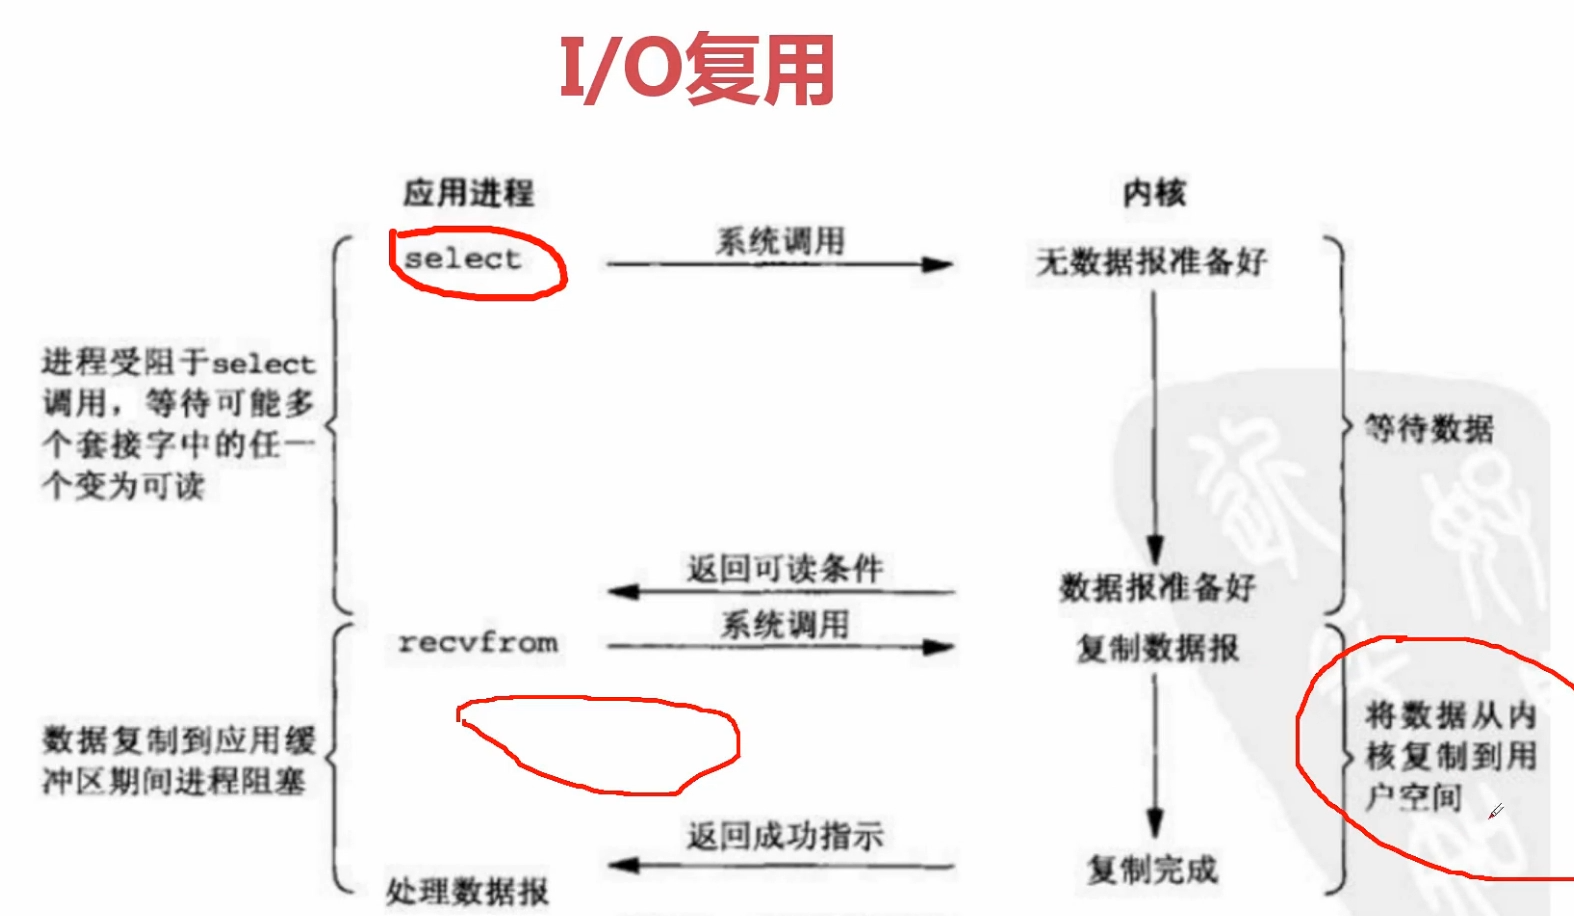 I/O复用
应用进程
内核
select
系统调用
无数据报准备好
进程受阻于select
调用，等待可能多
个套接字中的任一
个变为可读
等待数据
返回可读条件
数据报准备好
recvfrom
系统调用
复制数据报
数据复制到应用缓
冲区期间进程阻塞
将数据从内
核复制到用
户空间
返回成功指示
处理数据报
复制完成